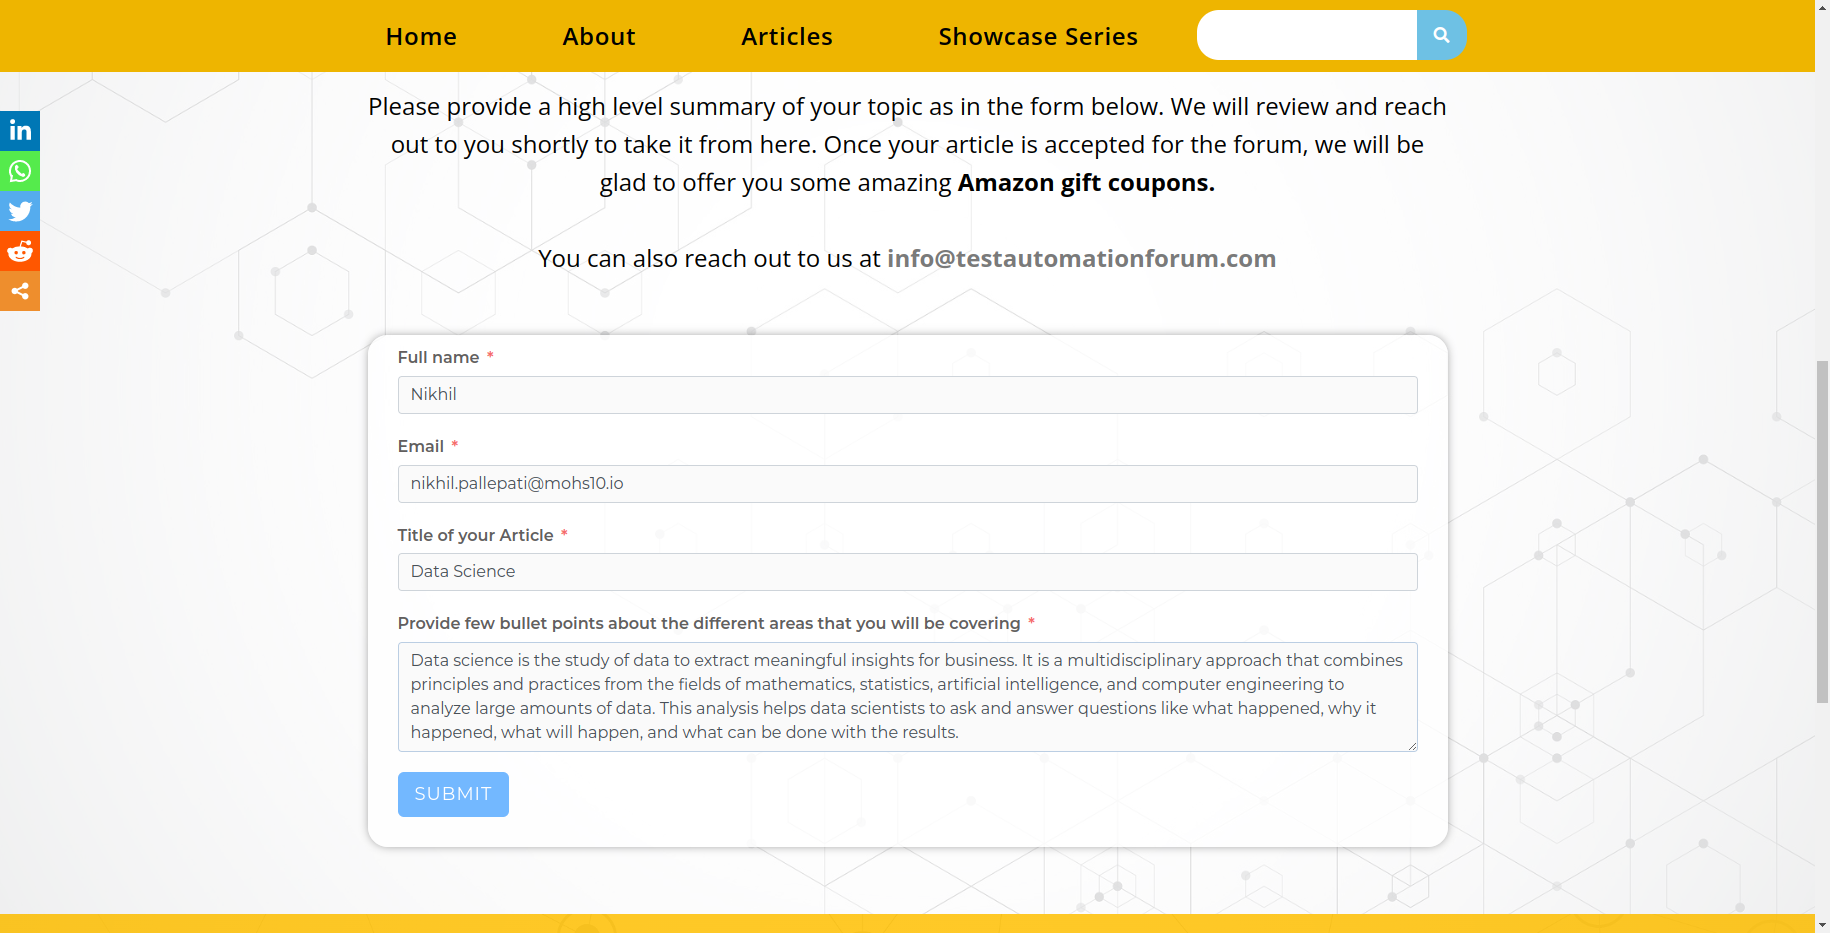 Home About Articles Showcase Series
Please provide a high level summary of your topic as in the form below. We will review and reach
out to you shortly to take it from here. Once your article is accepted for the forum, we will be
glad to offer you some amazing Amazon gift coupons.
You can also reach out to us at info@testautomationforum.com
in
Full name *
Nikhil
Email *
nikhil.pallepati@mohs10.io
Title of your Article *
Data Science
Provide few bullet points about the different areas that you will be covering *
Data science is the study of data to extract meaningful insights for business. It is a multidisciplinary approach that combines
principles and practices from the fields of mathematics, statistics, artificial intelligence, and computer engineering to
analyze large amounts of data. This analysis helps data scientists to ask and answer questions like what happened, why it
happened, what will happen, and what can be done with the results.
SUBMIT